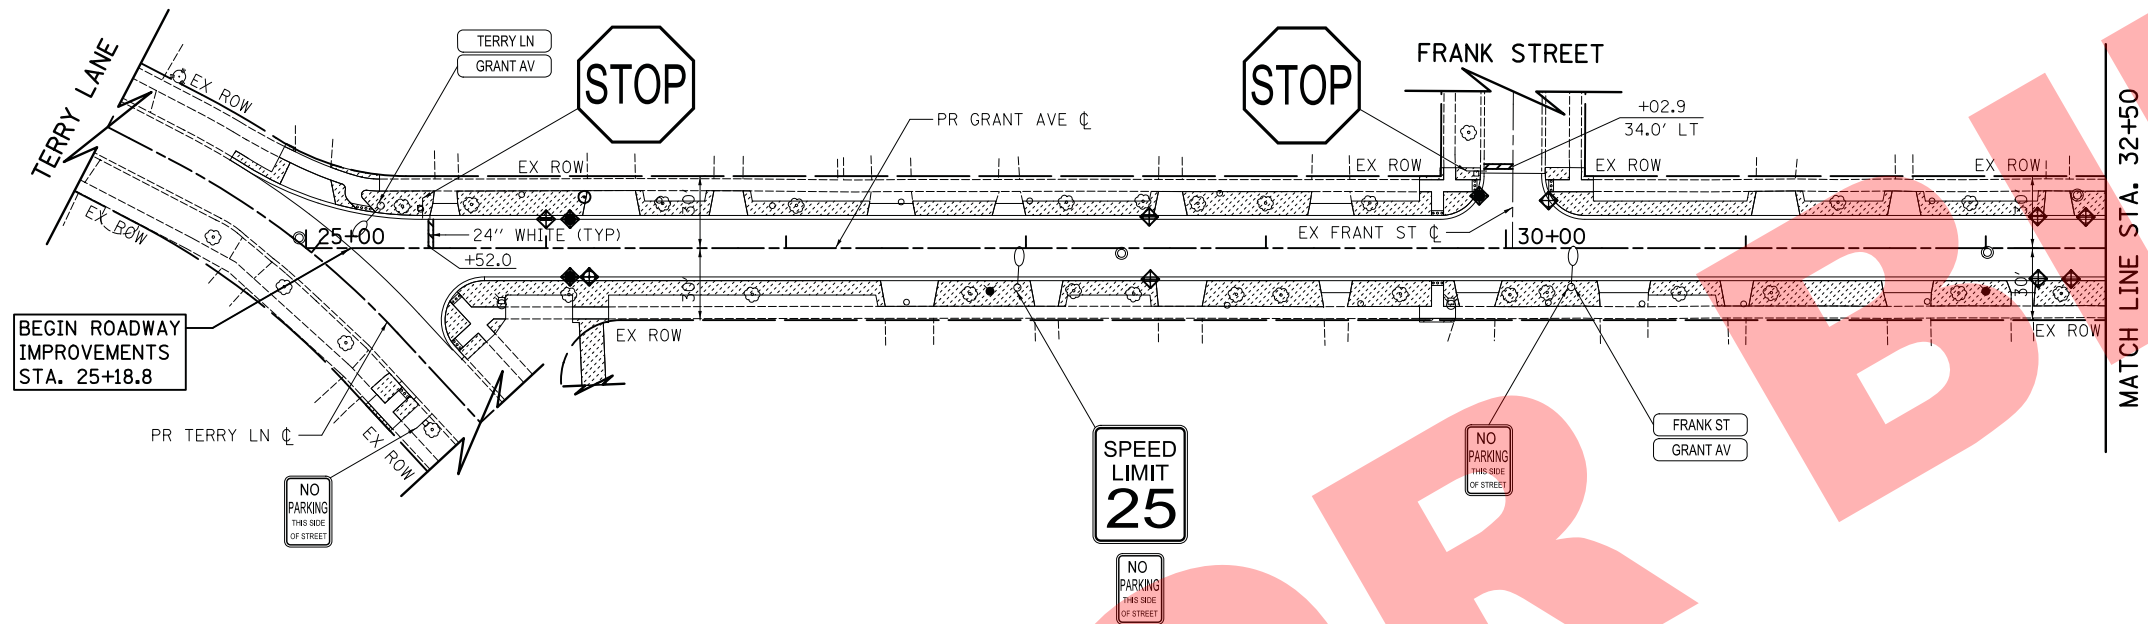 TERRY LANE
EX ROW
TERRY LN
GRANT AV
STOP
STOP
FRANK STREET
+02.9
34.0' LT
PR GRANT AVE ℄
EX ROW
EX ROW
EX ROW
EX ROW
MATCH LINE STA. 32+50
EX ROW
25+00
24'' WHITE (TYP)
+52.0
30'
30'
EX FRANT ST ℄
30+00
30'
30'
BEGIN ROADWAY
IMPROVEMENTS
STA. 25+18.8
EX ROW
EX ROW
PR TERRY LN ℄
EX ROW
NO
PARKING
THIS SIDE
OF STREET
SPEED
LIMIT
25
NO
PARKING
THIS SIDE
OF STREET
NO
PARKING
THIS SIDE
OF STREET
FRANK ST
GRANT AV
OR BI